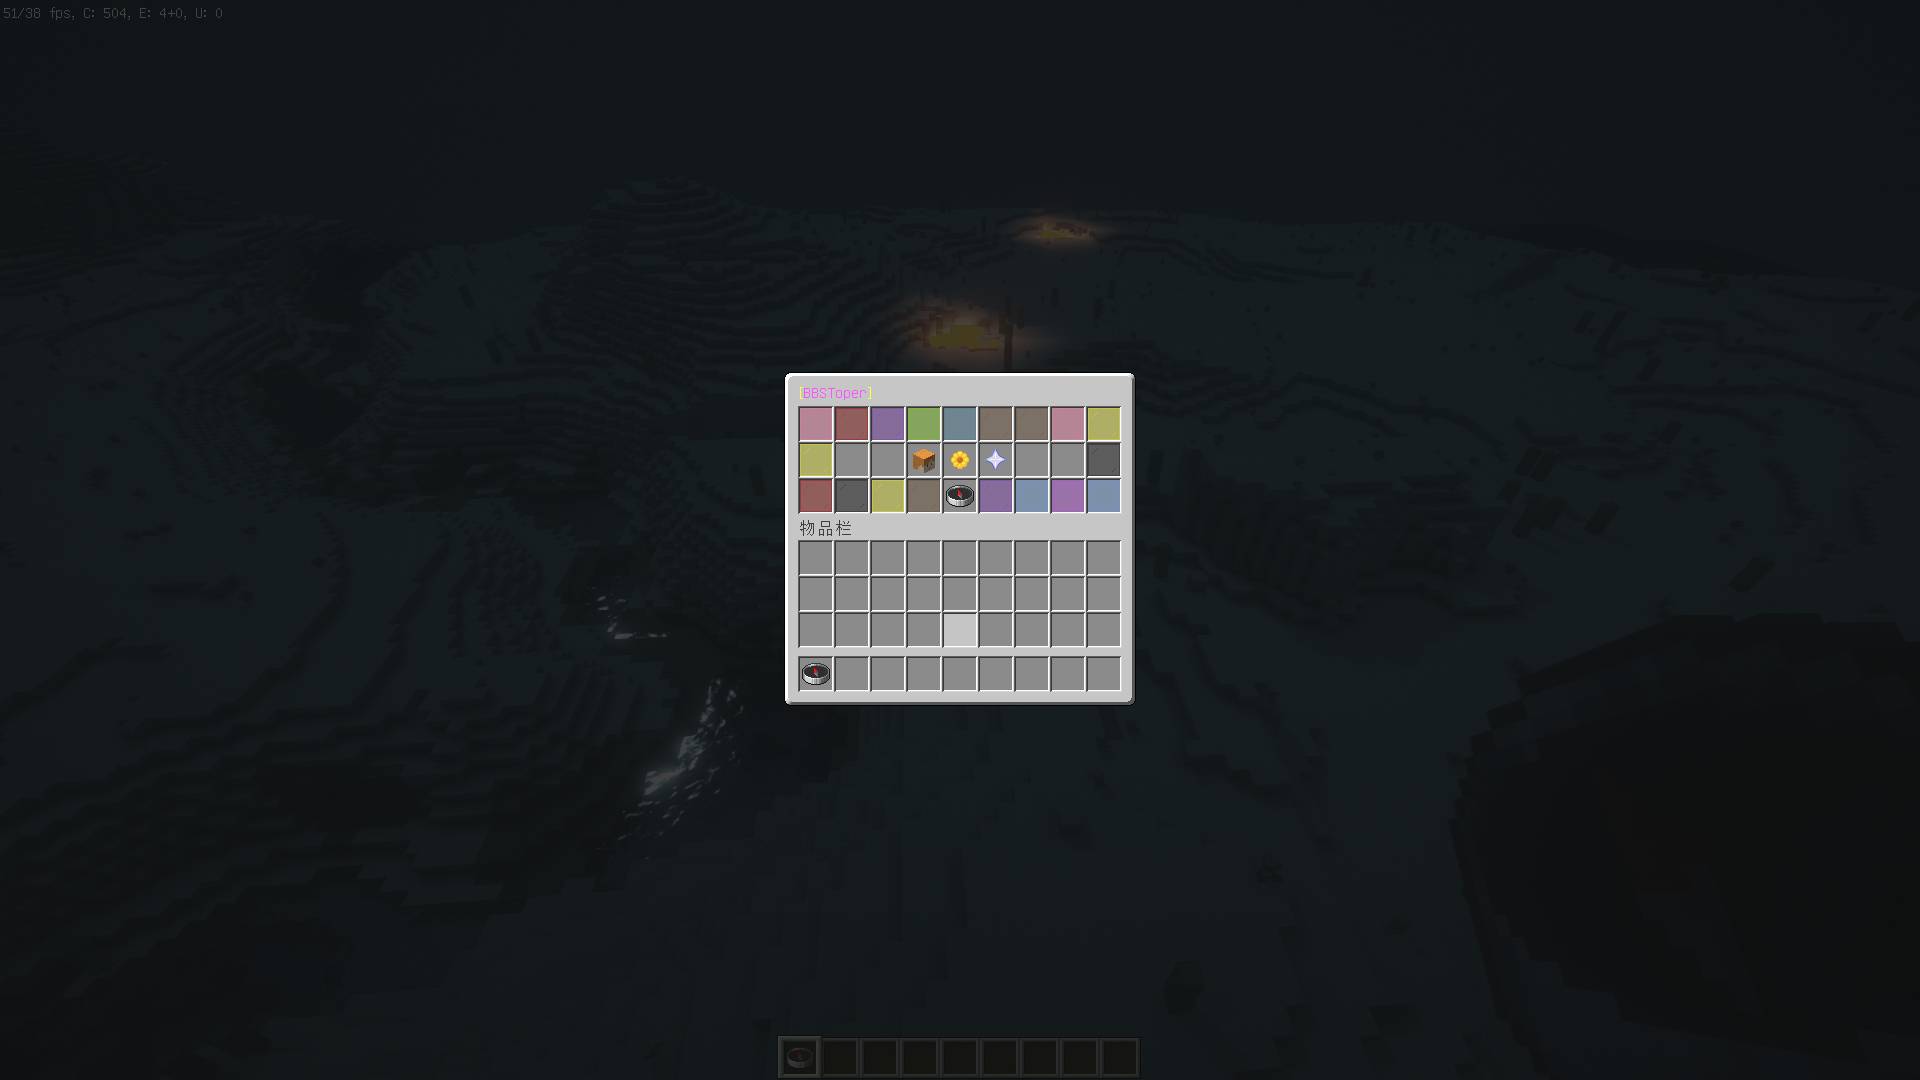 51/38 fps, C: 504, E: 4+0, U: 0
[BBSToper]
物品栏